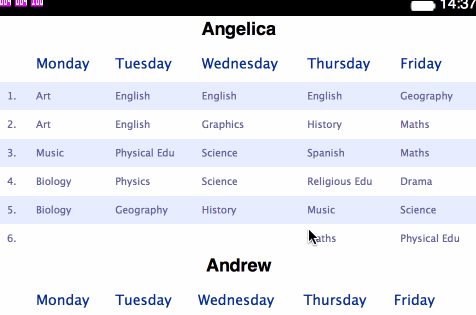 14:37
Angelica
Monday Tuesday Wednesday Thursday Friday
1. Art English English English Geography
2. Art English Graphics History Maths
3. Music Physical Edu Science Spanish Maths
4. Biology Physics Science Religious Edu Drama
5. Biology Geography History Music Science
6. Maths Physical Edu
Andrew
Monday Tuesday Wednesday Thursday Friday